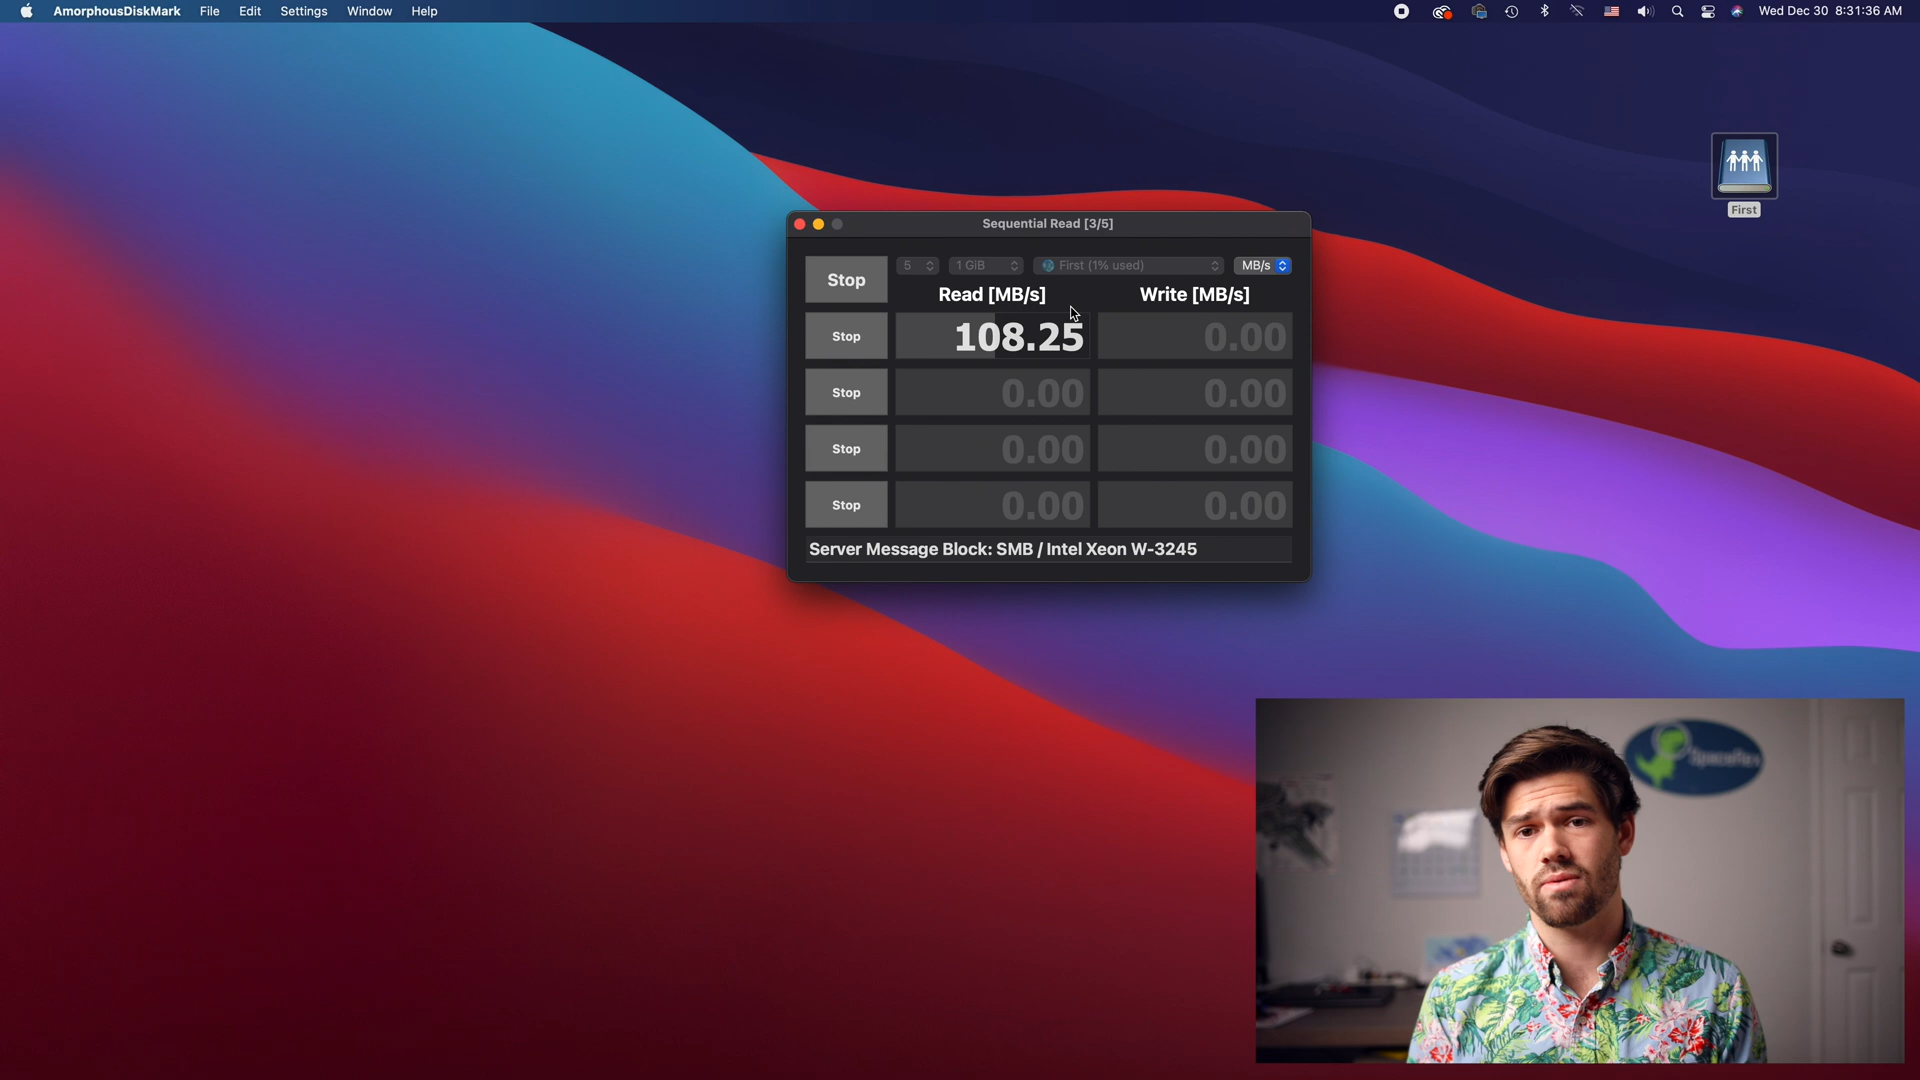 AmorphousDiskMark File Edit Settings Window Help
Wed Dec 30 8:31:36 AM
First
Sequential Read [3/5]
Stop 5 1 GiB First (1% used) MB/s
Read [MB/s] Write [MB/s]
Stop 108.25 0.00
Stop 0.00 0.00
Stop 0.00 0.00
Stop 0.00 0.00
Server Message Block: SMB / Intel Xeon W-3245
SpaceRex